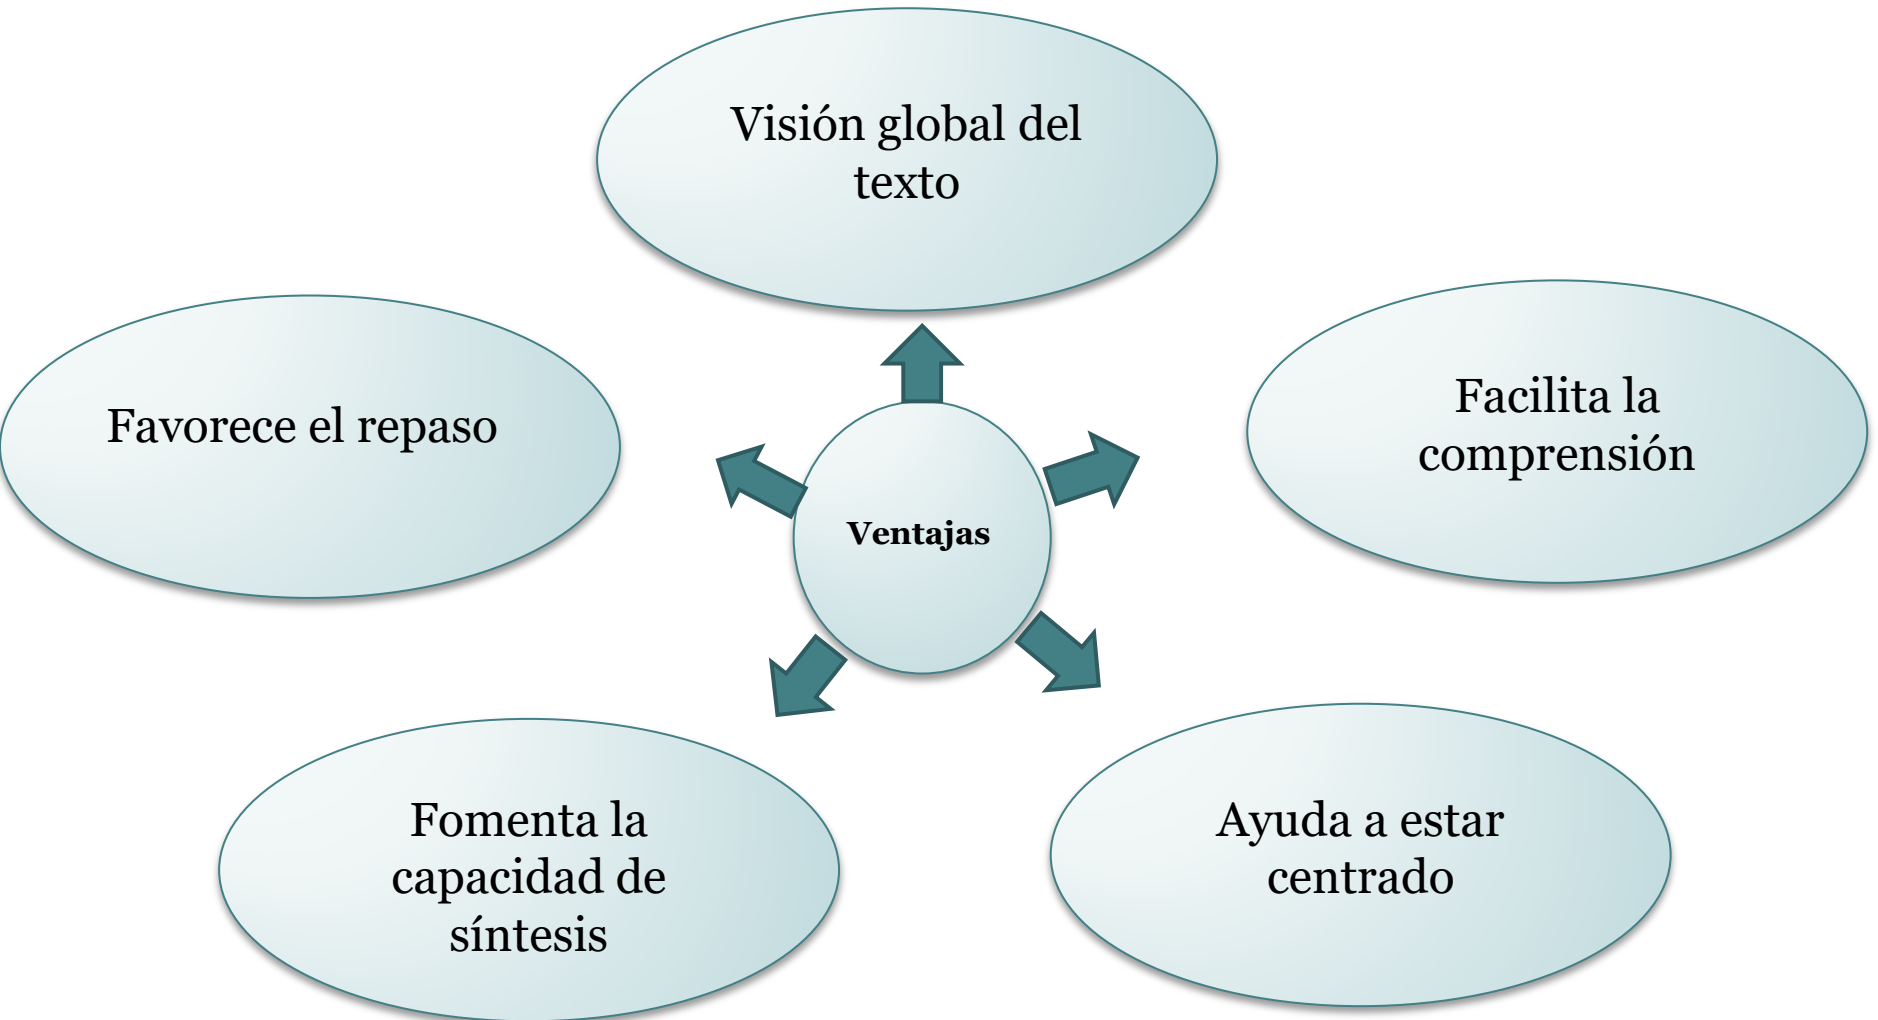 Visión global del
texto
Favorece el repaso
Facilita la
comprensión
Ventajas
Fomenta la
capacidad de
síntesis
Ayuda a estar
centrado